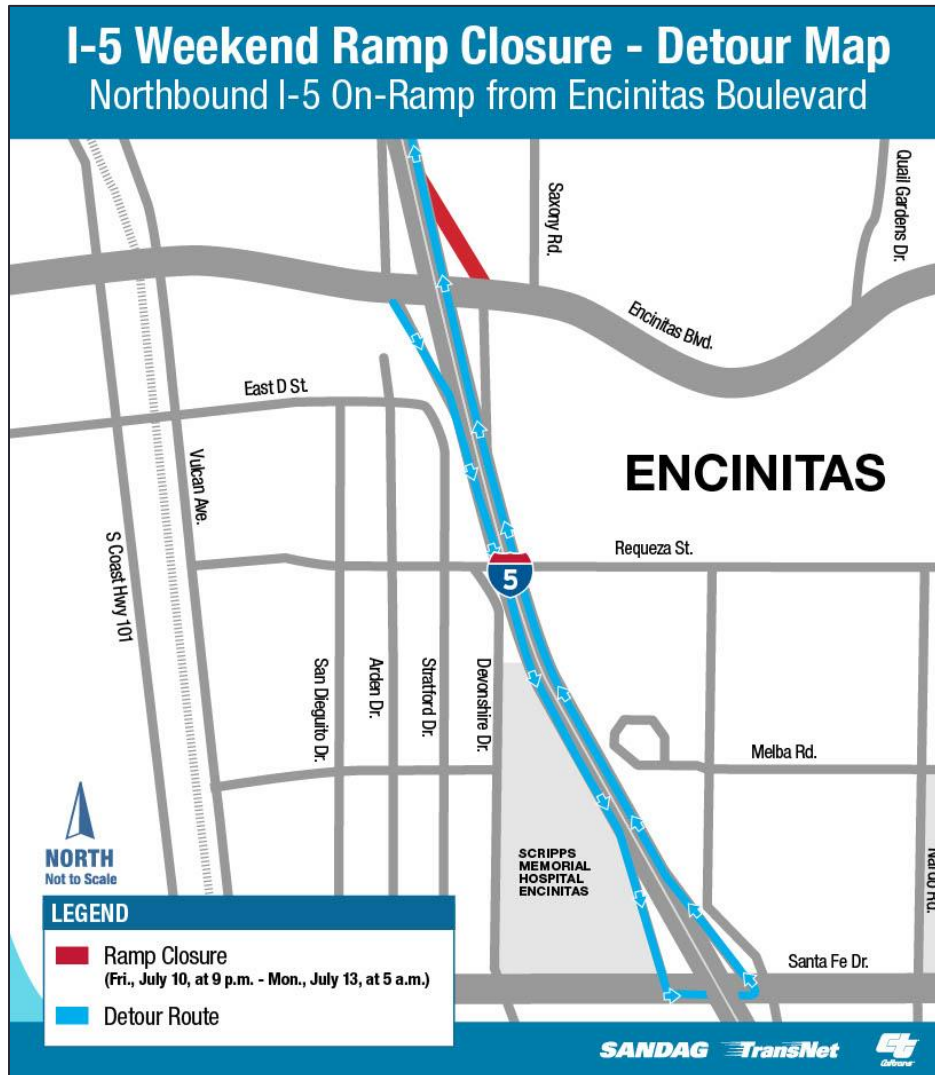 I-5 Weekend Ramp Closure - Detour Map
Northbound I-5 On-Ramp from Encinitas Boulevard
Saxony Rd.
Quail Gardens Dr.
Encinitas Blvd.
East D St.
Vulcan Ave.
ENCINITAS
S Coast Hwy 101
Requeza St.
5
San Dieguito Dr.
Arden Dr.
Stratford Dr.
Devonshire Dr.
Melba Rd.
NORTH
Not to Scale
SCRIPPS
MEMORIAL
HOSPITAL
ENCINITAS
Rd.
LEGEND
Ramp Closure
(Fri., July 10, at 9 p.m. - Mon., July 13, at 5 a.m.)
Detour Route
Santa Fe Dr.
SANDAG
TransNet
Caltrans